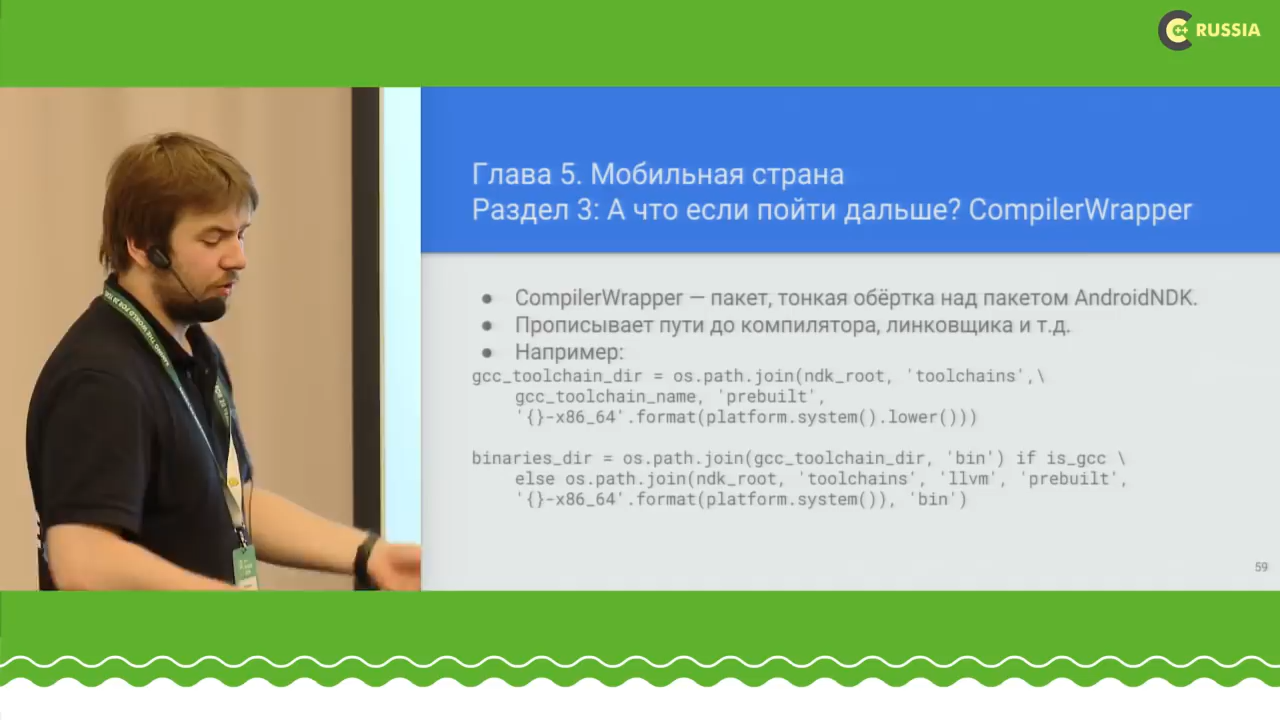 C++ RUSSIA
Глава 5. Мобильная страна
Раздел 3: А что если пойти дальше? CompilerWrapper
● CompilerWrapper — пакет, тонкая обёртка над пакетом AndroidNDK.
● Прописывает пути до компилятора, линковщика и т.д.
● Например:
gcc_toolchain_dir = os.path.join(ndk_root, 'toolchains',\
gcc_toolchain_name, 'prebuilt',
'{}-x86_64'.format(platform.system().lower()))
binaries_dir = os.path.join(gcc_toolchain_dir, 'bin') if is_gcc \
else os.path.join(ndk_root, 'toolchains', 'llvm', 'prebuilt',
'{}-x86_64'.format(platform.system()), 'bin')
59